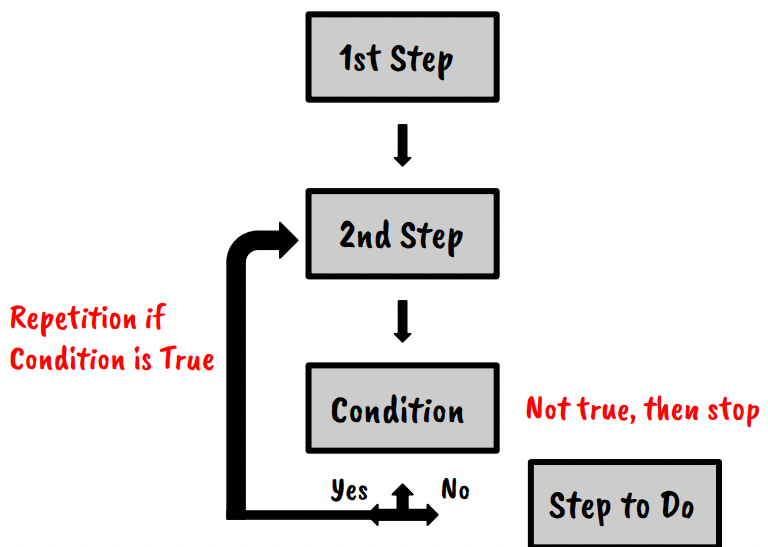 1st Step
2nd Step
Repetition if
Condition is True
Condition
Not true, then stop
Yes
No
Step to Do